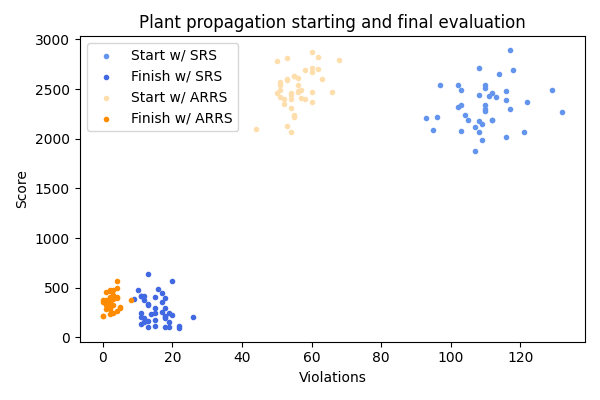 Plant propagation starting and final evaluation
Start w/ SRS
Finish w/ SRS
Start w/ ARRS
Finish w/ ARRS
Score
3000
2500
2000
1500
1000
500
0
0 20 40 60 80 100 120
Violations